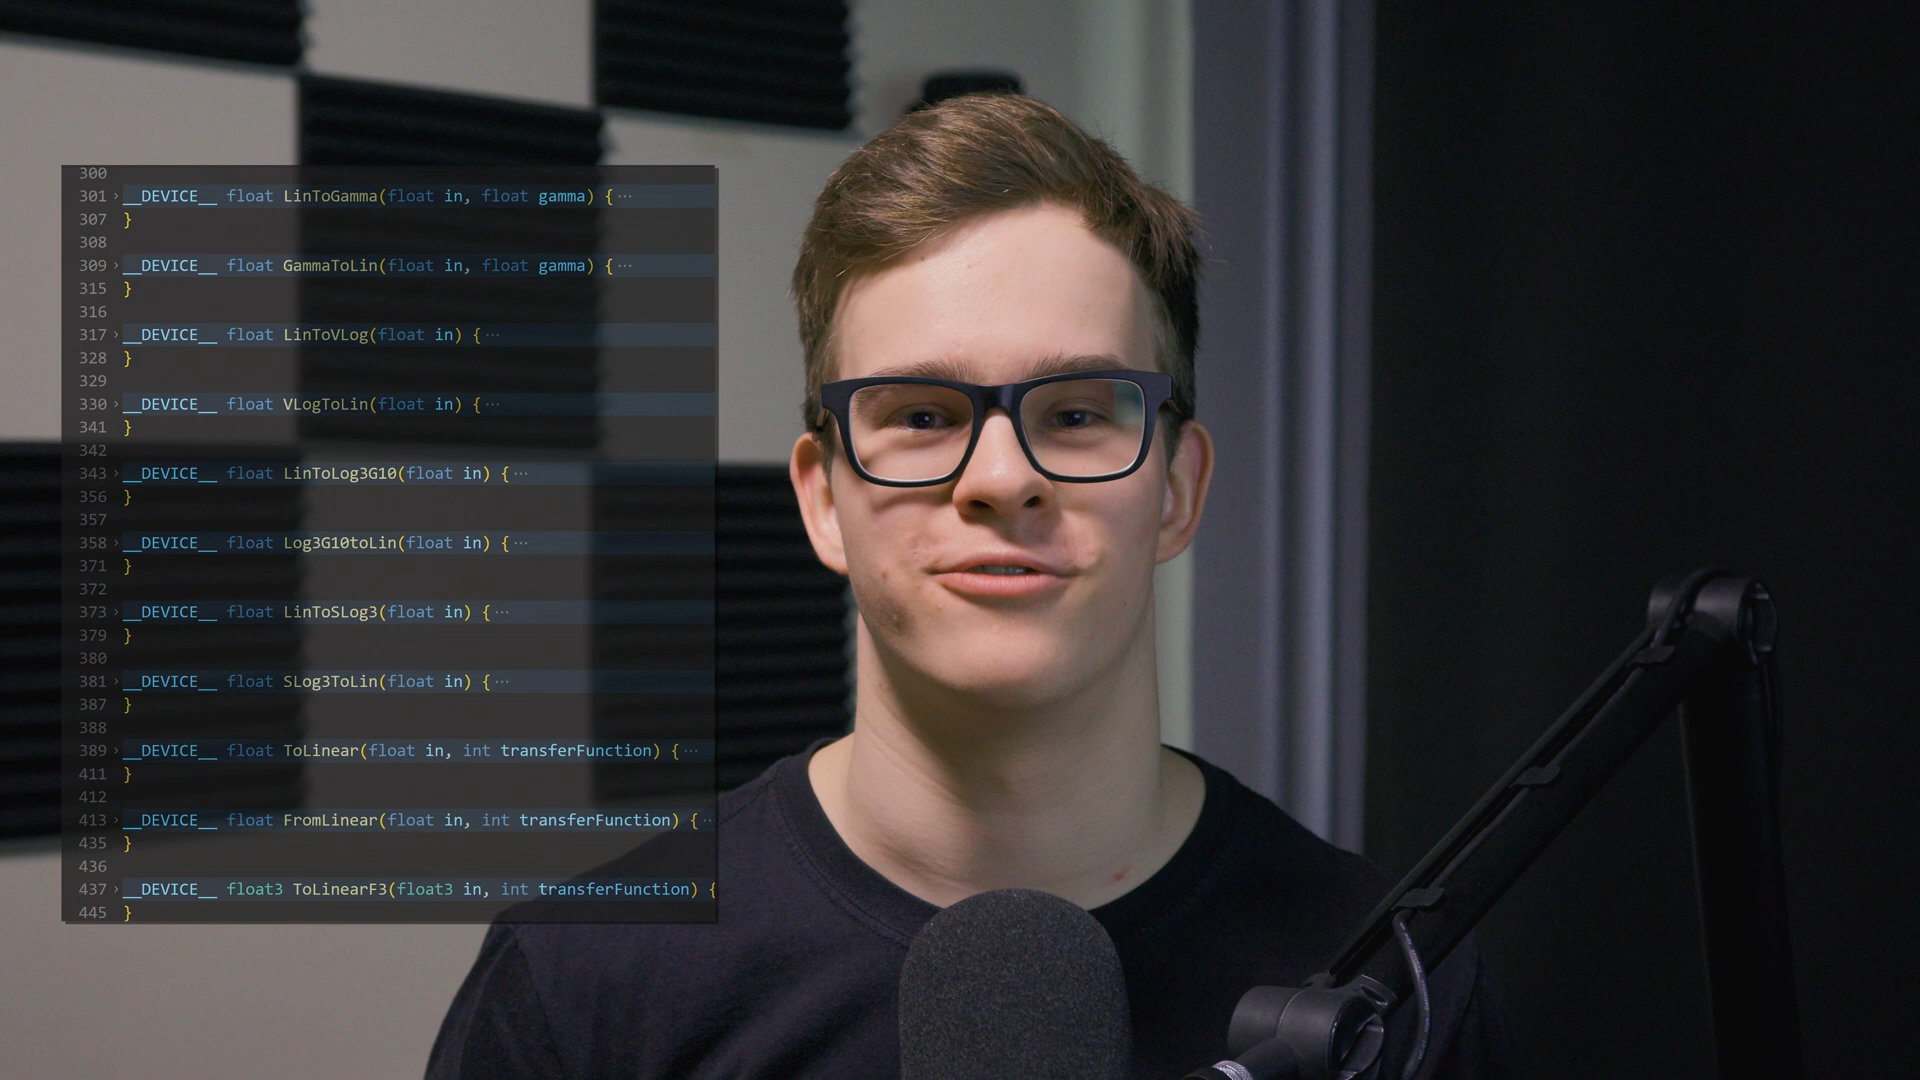 300
301 › __DEVICE__ float LinToGamma(float in, float gamma) { ···
307 }
308
309 › __DEVICE__ float GammaToLin(float in, float gamma) { ···
315 }
316
317 › __DEVICE__ float LinToVLog(float in) { ···
328 }
329
330 › __DEVICE__ float VLogToLin(float in) { ···
341 }
342
343 › __DEVICE__ float LinToLog3G10(float in) { ···
356 }
357
358 › __DEVICE__ float Log3G10toLin(float in) { ···
371 }
372
373 › __DEVICE__ float LinToSLog3(float in) { ···
379 }
380
381 › __DEVICE__ float SLog3ToLin(float in) { ···
387 }
388
389 › __DEVICE__ float ToLinear(float in, int transferFunction) { ···
411 }
412
413 › __DEVICE__ float FromLinear(float in, int transferFunction) { ··
435 }
436
437 › __DEVICE__ float3 ToLinearF3(float3 in, int transferFunction) {
445 }